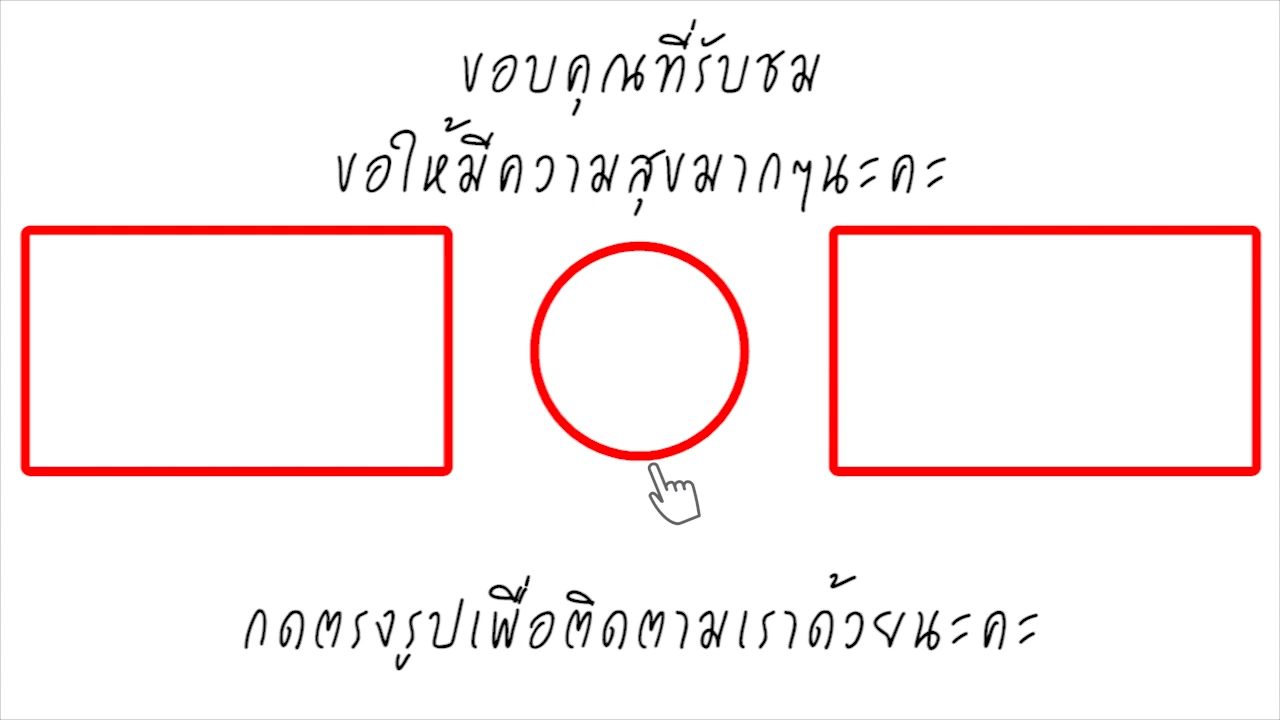 ขอบคุณที่รับชม
ขอให้มีความสุขมากๆนะคะ
กดตรงรูปเพื่อติดตามเราด้วยนะคะ